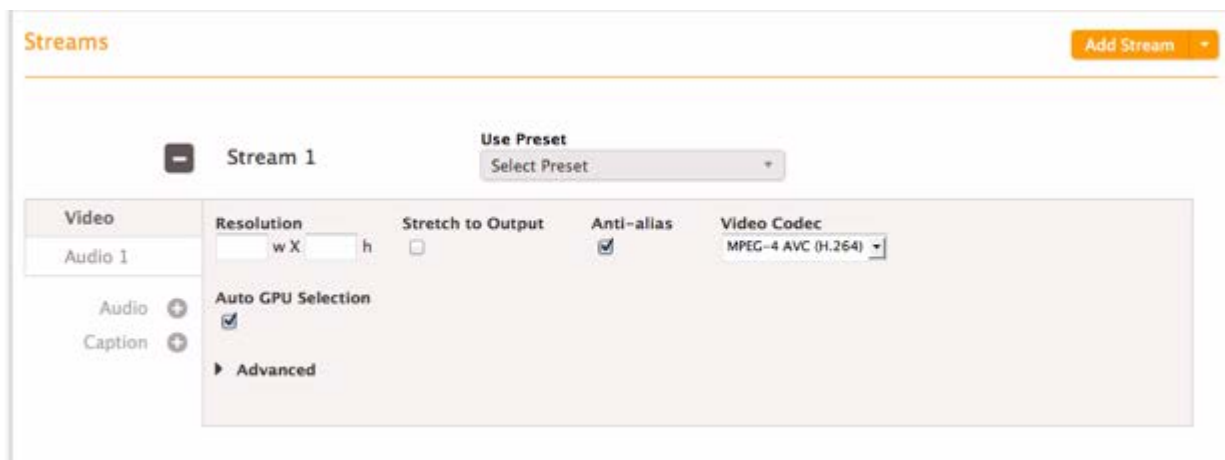 Streams
Add Stream
Stream 1
Use Preset
Select Preset
Video
Audio 1
Audio
Caption
Resolution
w X h
Stretch to Output
Anti-alias
Video Codec
MPEG-4 AVC (H.264)
Auto GPU Selection
Advanced